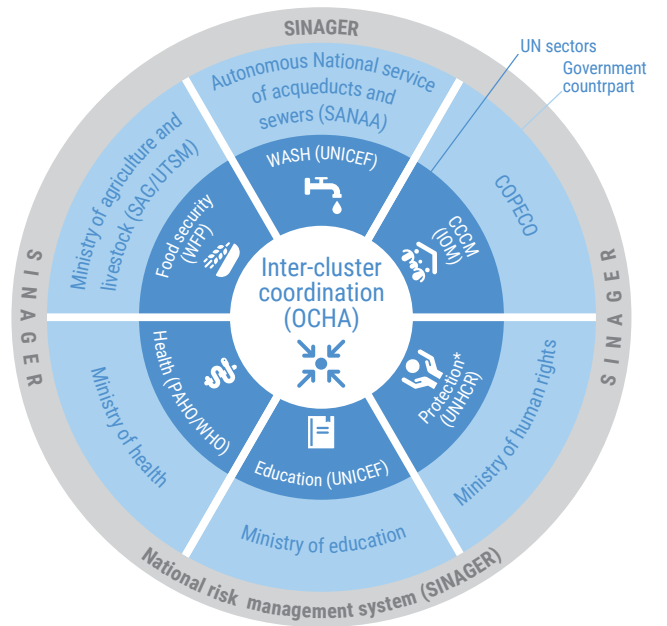 SINAGER
UN sectors
Government
countrpart
Autonomous National service
of acqueducts and
sewers (SANAA)
WASH (UNICEF)
COPECO
CCCM
(IOM)
Ministry of agriculture and
livestock (SAG/UTSM)
Food security
(WFP)
Inter-cluster
coordination
(OCHA)
SINAGER
SINAGER
Health (PAHO/WHO)
Ministry of health
Protection*
(UNHCR)
Ministry of human rights
Education (UNICEF)
Ministry of education
National risk management system (SINAGER)